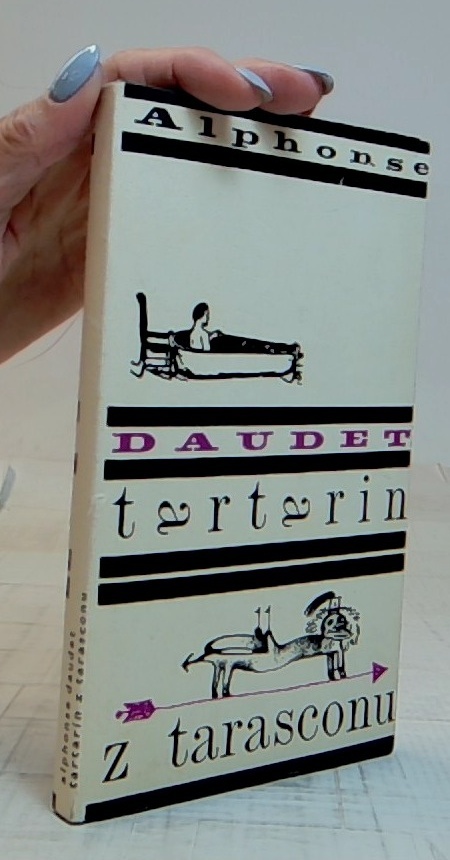 Alphonse
DAUDET
tartarin
z tarasconu
alphonse daudet
tartarin z tarasconu